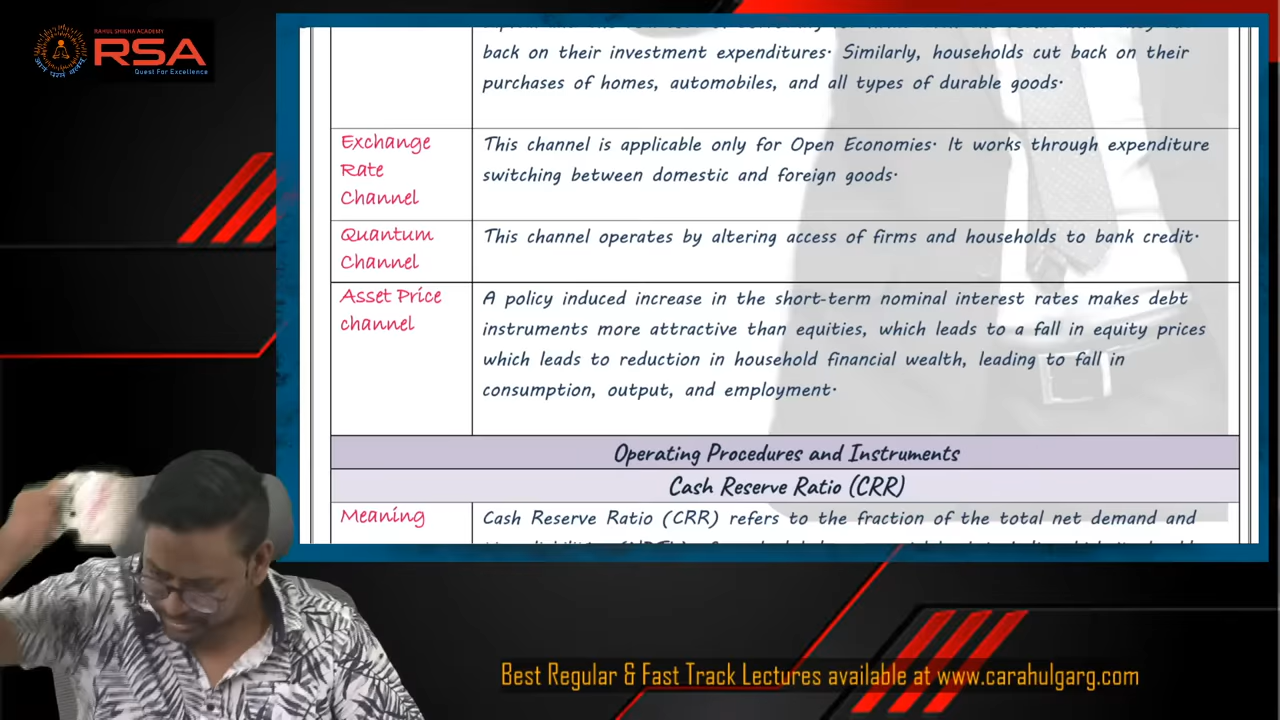 RAHUL SHIKHA ACADEMY
RSA
Quest For Excellence
back on their investment expenditures. Similarly, households cut back on their
purchases of homes, automobiles, and all types of durable goods.
Exchange
Rate
Channel
This channel is applicable only for Open Economies. It works through expenditure
switching between domestic and foreign goods.
Quantum
Channel
This channel operates by altering access of firms and households to bank credit.
Asset Price
channel
A policy induced increase in the short-term nominal interest rates makes debt
instruments more attractive than equities, which leads to a fall in equity prices
which leads to reduction in household financial wealth, leading to fall in
consumption, output, and employment.
Operating Procedures and Instruments
Cash Reserve Ratio (CRR)
Meaning
Cash Reserve Ratio (CRR) refers to the fraction of the total net demand and
Best Regular & Fast Track Lectures available at www.carahulgarg.com